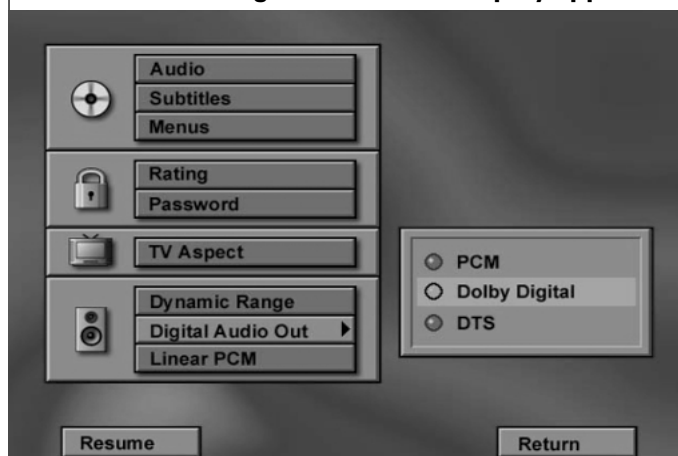 Audio
Subtitles
Menus
Rating
Password
TV Aspect
PCM
Dolby Digital
DTS
Dynamic Range
Digital Audio Out
Linear PCM
Resume
Return